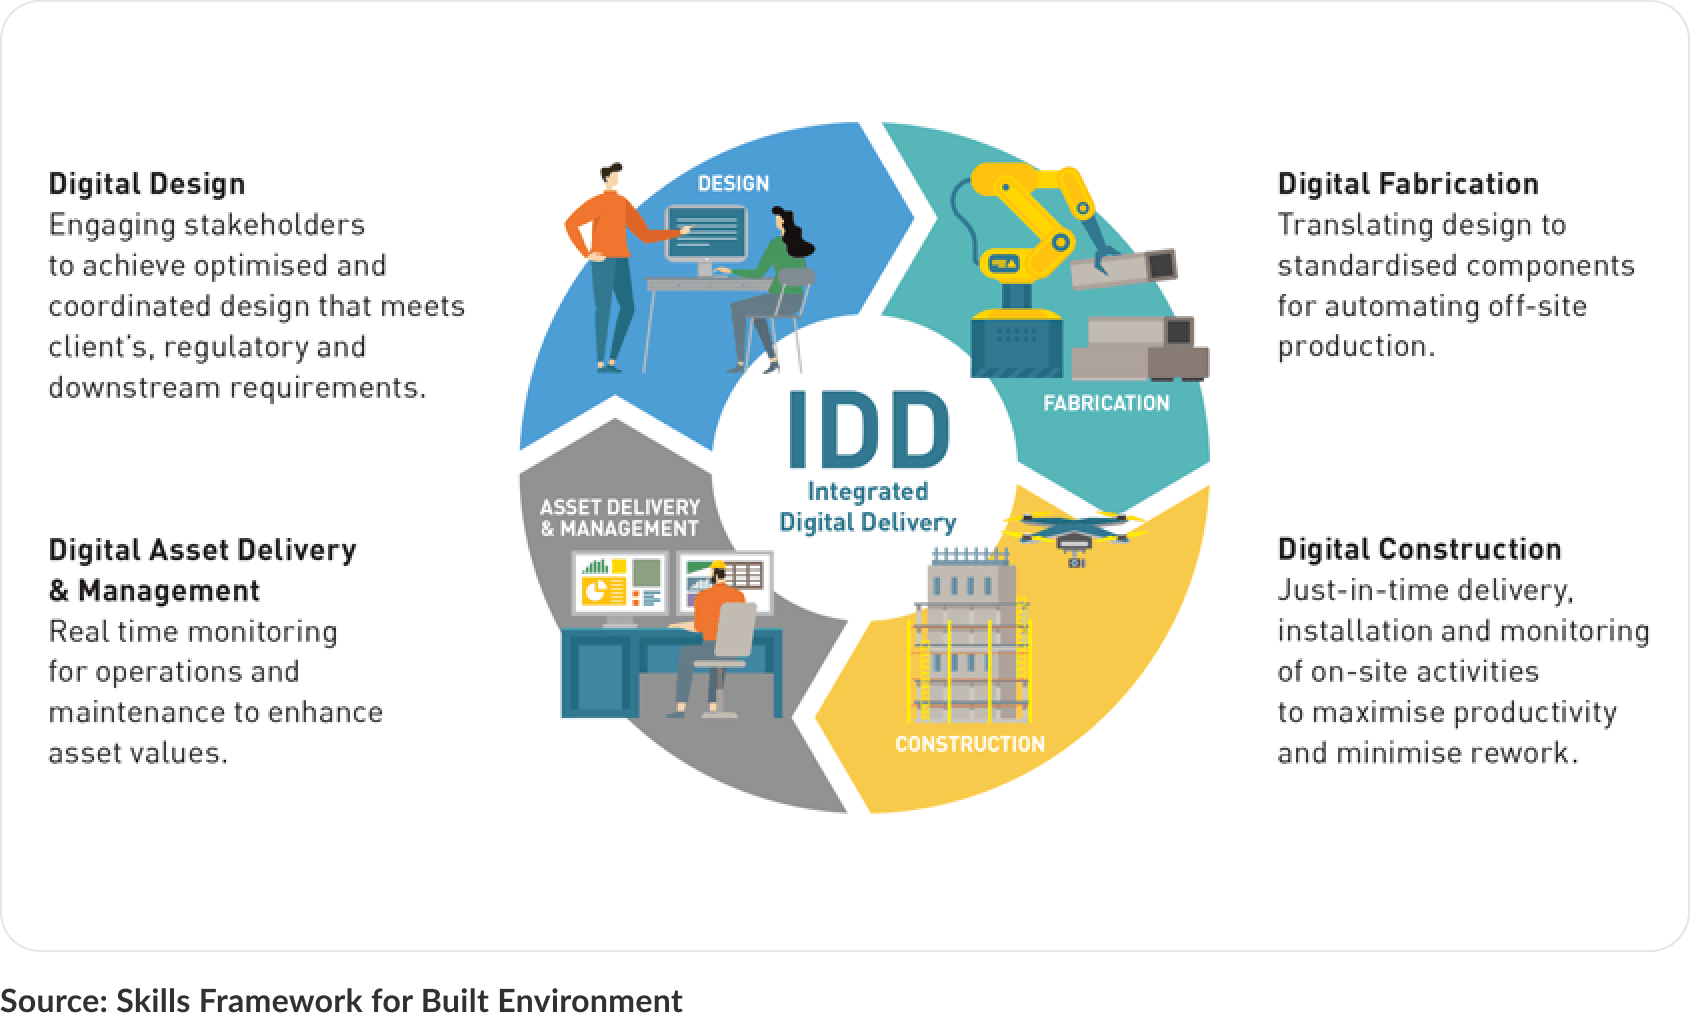 Digital Design
Engaging stakeholders
to achieve optimised and
coordinated design that meets
client's, regulatory and
downstream requirements.
DESIGN
Digital Fabrication
Translating design to
standardised components
for automating off-site
production.
FABRICATION
IDD
Integrated
Digital Delivery
ASSET DELIVERY
& MANAGEMENT
Digital Asset Delivery
& Management
Real time monitoring
for operations and
maintenance to enhance
asset values.
CONSTRUCTION
Digital Construction
Just-in-time delivery,
installation and monitoring
of on-site activities
to maximise productivity
and minimise rework.
Source: Skills Framework for Built Environment